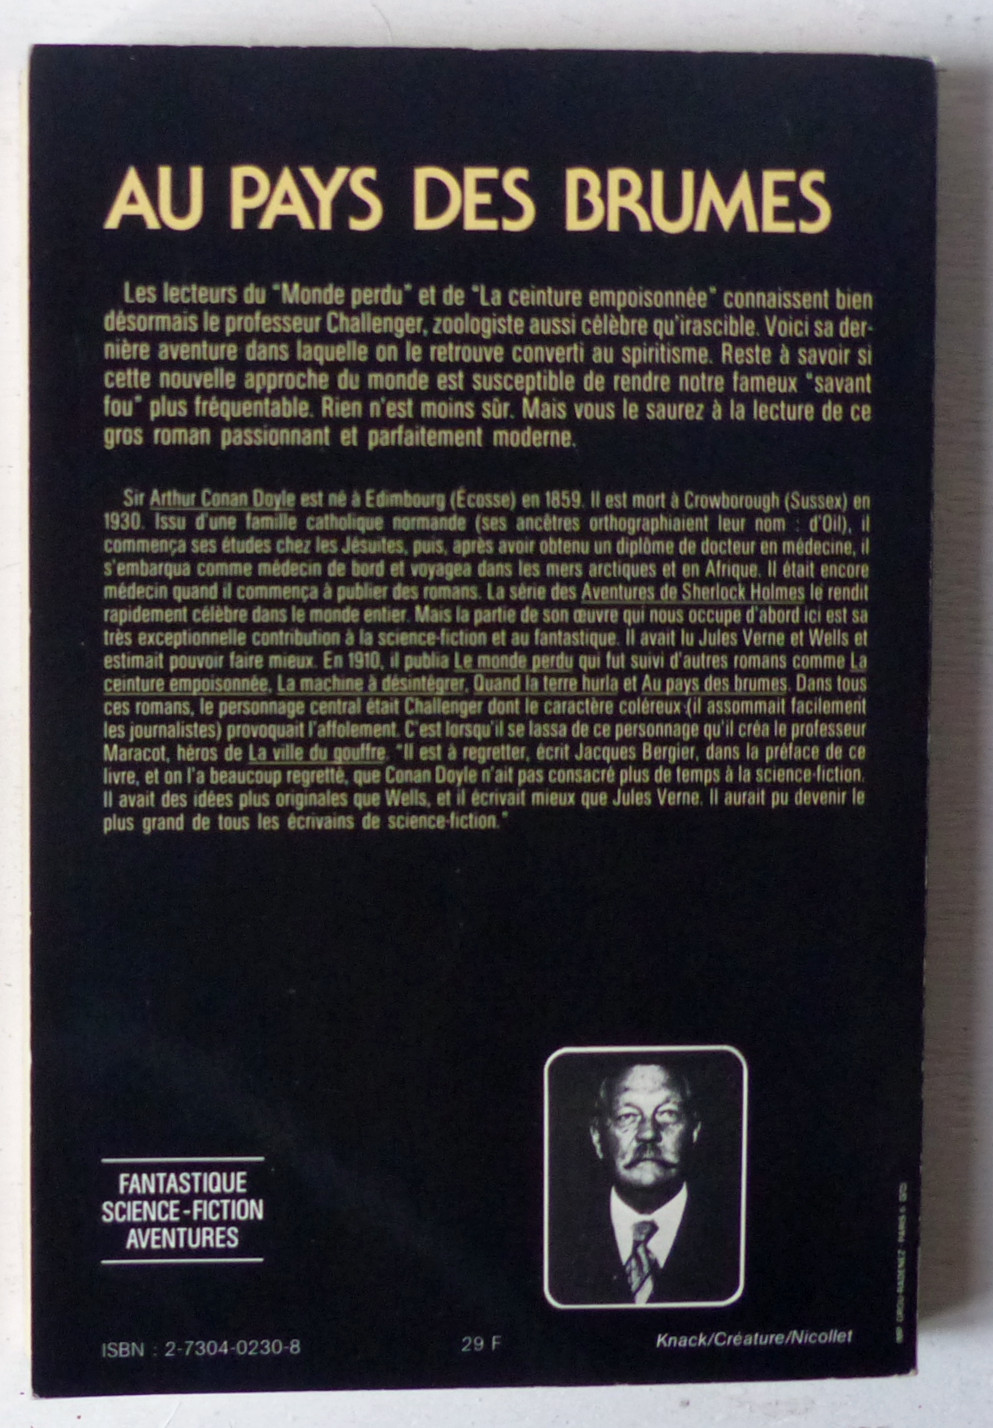 AU PAYS DES BRUMES
Les lecteurs du "Monde perdu" et de "La ceinture empoisonnée" connaissent bien
désormais le professeur Challenger, zoologiste aussi célèbre qu'irascible. Voici sa der-
nière aventure dans laquelle on le retrouve converti au spiritisme. Reste à savoir si
cette nouvelle approche du monde est susceptible de rendre notre fameux "savant
fou" plus fréquentable. Rien n'est moins sûr. Mais vous le saurez à la lecture de ce
gros roman passionnant et parfaitement moderne.
Sir Arthur Conan Doyle est né à Edimbourg (Écosse) en 1859. Il est mort à Crowborough (Sussex) en
1930. Issu d'une famille catholique normande (ses ancêtres orthographiaient leur nom : d'Oil), il
commença ses études chez les Jésuites, puis, après avoir obtenu un diplôme de docteur en médecine, il
s'embarqua comme médecin de bord et voyagea dans les mers arctiques et en Afrique. Il était encore
médecin quand il commença à publier des romans. La série des Aventures de Sherlock Holmes le rendit
rapidement célèbre dans le monde entier. Mais la partie de son œuvre qui nous occupe d'abord ici est sa
très exceptionnelle contribution à la science-fiction et au fantastique. Il avait lu Jules Verne et Wells et
estimait pouvoir faire mieux. En 1910, il publia Le monde perdu qui fut suivi d'autres romans comme La
ceinture empoisonnée, La machine à désintégrer, Quand la terre hurla et Au pays des brumes. Dans tous
ces romans, le personnage central était Challenger dont le caractère coléreux (il assommait facilement
les journalistes) provoquait l'affolement. C'est lorsqu'il se lassa de ce personnage qu'il créa le professeur
Maracot, héros de La ville du gouffre. "Il est à regretter, écrit Jacques Bergier, dans la préface de ce
livre, et on l'a beaucoup regretté, que Conan Doyle n'ait pas consacré plus de temps à la science-fiction.
Il avait des idées plus originales que Wells, et il écrivait mieux que Jules Verne. Il aurait pu devenir le
plus grand de tous les écrivains de science-fiction."
FANTASTIQUE
SCIENCE-FICTION
AVENTURES
ISBN : 2-7304-0230-8
29 F
Knack/Créature/Nicollet
IMP. GROU-RADENEZ PARIS 6